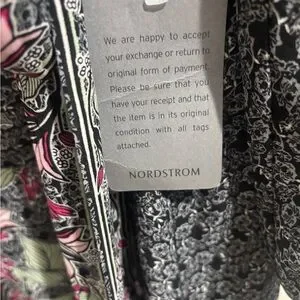 We are happy to accept
your exchange or return to
original form of payment.
Please be sure that you
have your receipt and that
the item is in its original
condition with all tags
attached.
NORDSTROM